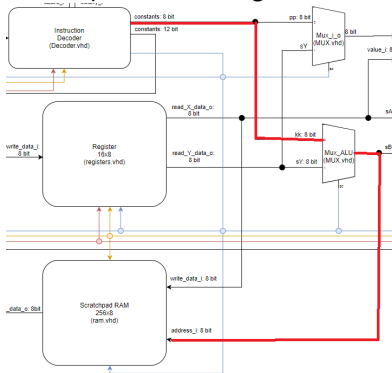 Instruction
Decoder
(Decoder.vhd)
constants: 8 bit
constants: 12 bit
pp: 8 bit
sY
Mux_i_o
(MUX.vhd)
value_i: 8
Register
16x8
(registers.vhd)
write_data_i:
8 bit
read_X_data_o:
8 bit
sA
kk: 8 bit
Mux_ALU
(MUX.vhd)
sB
read_Y_data_o:
8 bit
sY: 8 bit
Scratchpad RAM
256x8
(ram.vhd)
write_data_i: 8 bit
_data_o: 8bit
address_i: 8 bit